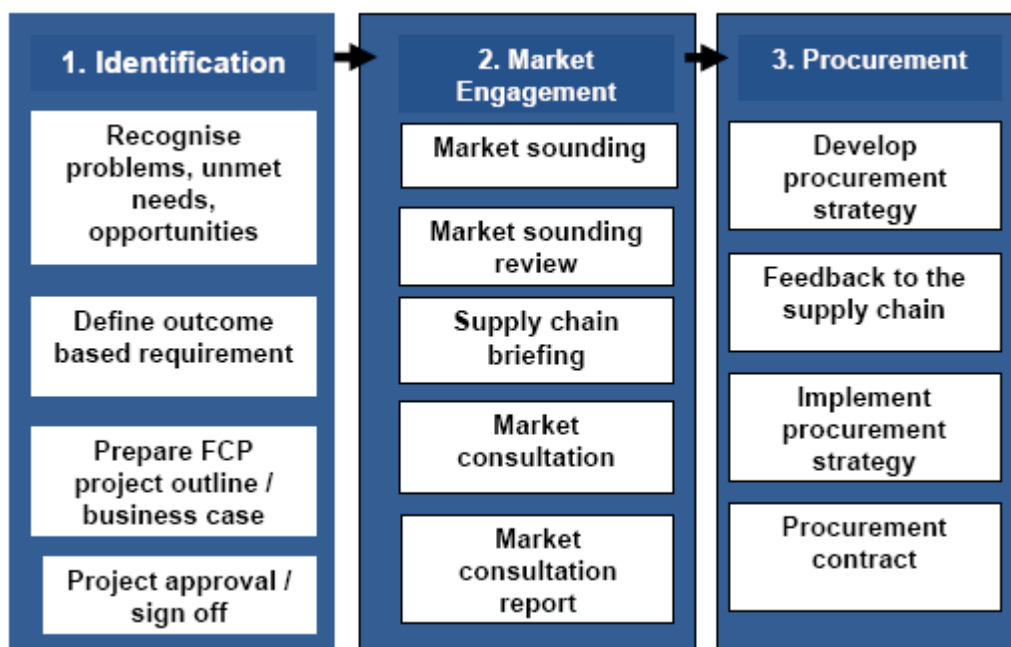 1. Identification
Recognise
problems, unmet
needs,
opportunities
Define outcome
based requirement
Prepare FCP
project outline /
business case
Project approval /
sign off
2. Market
Engagement
Market sounding
Market sounding
review
Supply chain
briefing
Market
consultation
Market
consultation
report
3. Procurement
Develop
procurement
strategy
Feedback to the
supply chain
Implement
procurement
strategy
Procurement
contract